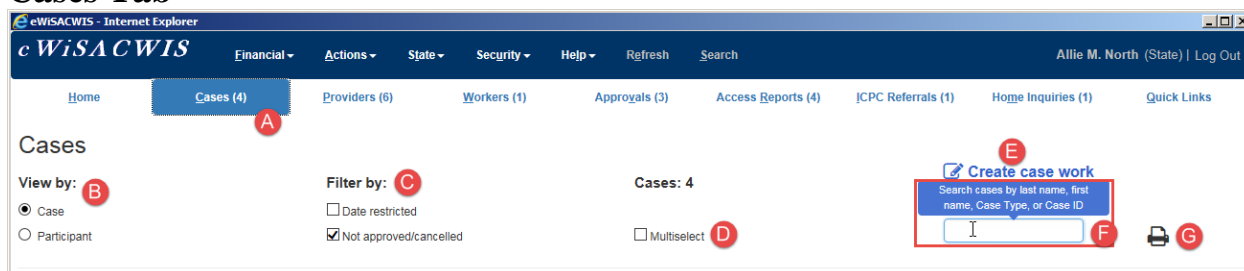 Cases Tab
eWiSACWIS - Internet Explorer
eWiSACWIS Financial Actions State Security Help Refresh Search Allie M. North (State) | Log Out
Home Cases (4) Providers (6) Workers (1) Approvals (3) Access Reports (4) ICPC Referrals (1) Home Inquiries (1) Quick Links
A
Cases
E
View by: B Filter by: C Cases: 4 Create case work
Search cases by last name, first
name, Case Type, or Case ID
Case Date restricted
Participant Not approved/cancelled Multiselect D F G